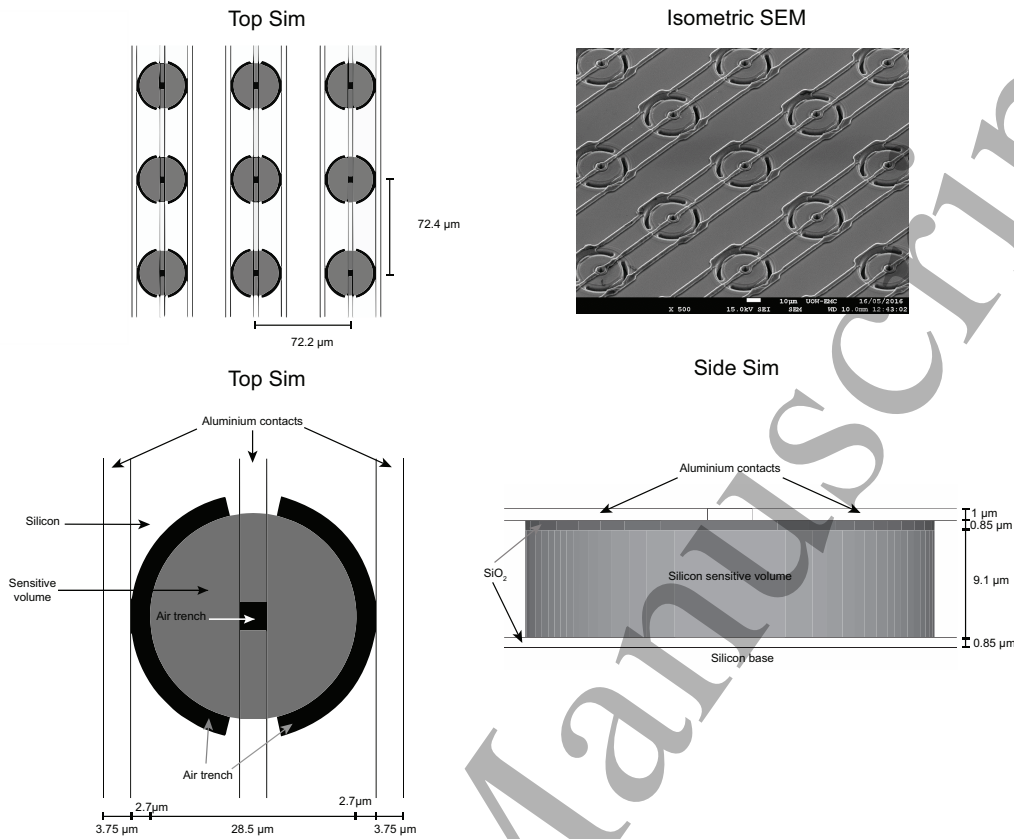 Top Sim
Isometric SEM
72.4 µm
72.2 µm
10µm UOW-EMC 16/05/2016
X 500 15.0kV SEI SEM WD 10.0mm 12:43:02
Top Sim
Side Sim
Aluminium contacts
Silicon
Sensitive
volume
Air trench
Air trench
2.7µm
2.7µm
3.75 µm
28.5 µm
3.75 µm
Aluminium contacts
1 µm
0.85 µm
SiO2
Silicon sensitive volume
9.1 µm
0.85 µm
Silicon base